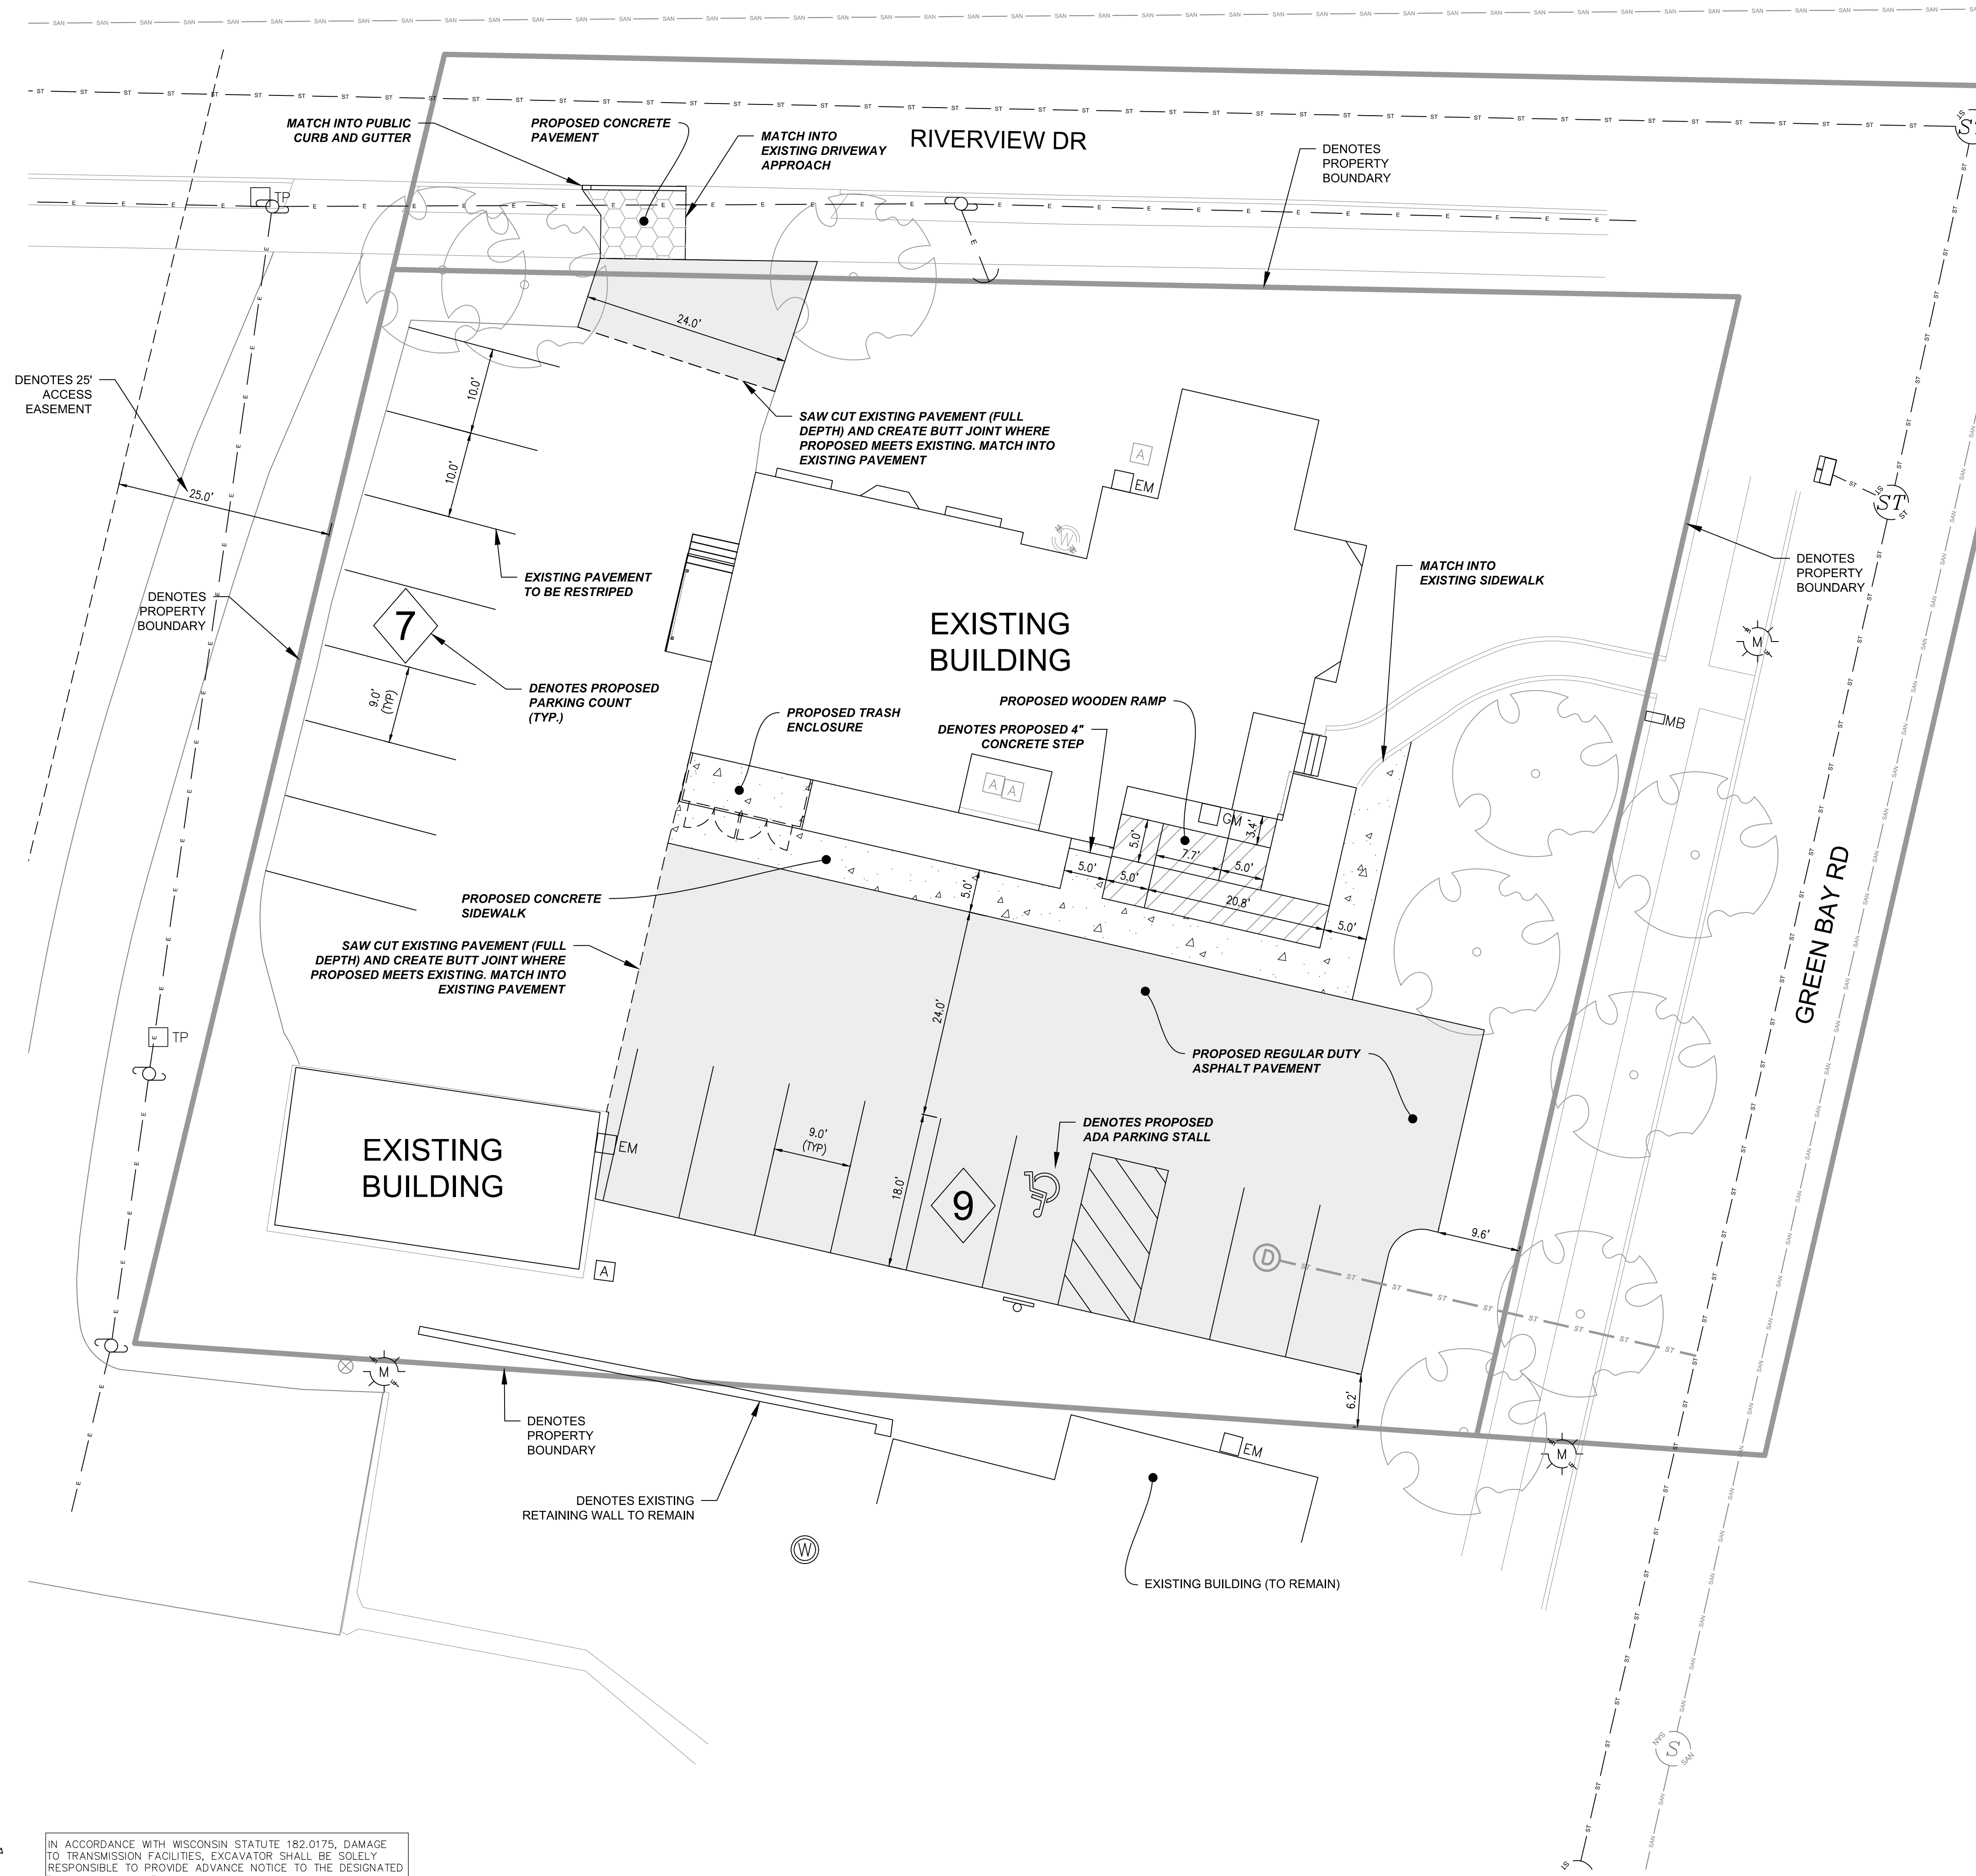 RIVERVIEW DR
MATCH INTO PUBLIC
CURB AND GUTTER
PROPOSED CONCRETE
PAVEMENT
MATCH INTO
EXISTING DRIVEWAY
APPROACH
DENOTES
PROPERTY
BOUNDARY
TP
24.0'
10.0'
10.0'
DENOTES 25'
ACCESS
EASEMENT
25.0'
SAW CUT EXISTING PAVEMENT (FULL
DEPTH) AND CREATE BUTT JOINT WHERE
PROPOSED MEETS EXISTING. MATCH INTO
EXISTING PAVEMENT
A
EM
W
ST
ST
EXISTING PAVEMENT
TO BE RESTRIPED
MATCH INTO
EXISTING SIDEWALK
DENOTES
PROPERTY
BOUNDARY
DENOTES
PROPERTY
BOUNDARY
7
EXISTING
BUILDING
M
9.0'
(TYP)
DENOTES PROPOSED
PARKING COUNT
(TYP.)
PROPOSED TRASH
ENCLOSURE
PROPOSED WOODEN RAMP
DENOTES PROPOSED 4"
CONCRETE STEP
MB
A A
GM
5.0'
7.7'
3.4'
5.0'
5.0'
5.0'
20.8'
5.0'
5.0'
PROPOSED CONCRETE
SIDEWALK
SAW CUT EXISTING PAVEMENT (FULL
DEPTH) AND CREATE BUTT JOINT WHERE
PROPOSED MEETS EXISTING. MATCH INTO
EXISTING PAVEMENT
GREEN BAY RD
24.0'
TP
PROPOSED REGULAR DUTY
ASPHALT PAVEMENT
EXISTING
BUILDING
EM
9.0'
(TYP)
DENOTES PROPOSED
ADA PARKING STALL
18.0'
9
9.6'
D
A
6.2'
M
DENOTES
PROPERTY
BOUNDARY
EM
M
DENOTES EXISTING
RETAINING WALL TO REMAIN
W
EXISTING BUILDING (TO REMAIN)
S
SAN
SAN
IN ACCORDANCE WITH WISCONSIN STATUTE 182.0175, DAMAGE
TO TRANSMISSION FACILITIES, EXCAVATOR SHALL BE SOLELY
RESPONSIBLE TO PROVIDE ADVANCE NOTICE TO THE DESIGNATED